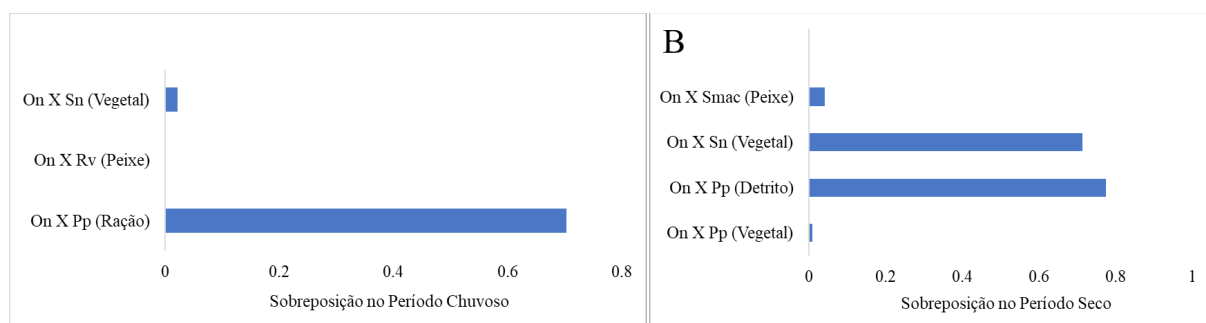 On X Sn (Vegetal)
On X Rv (Peixe)
On X Pp (Ração)
0 0.2 0.4 0.6 0.8
Sobreposição no Período Chuvoso
B
On X Smac (Peixe)
On X Sn (Vegetal)
On X Pp (Detrito)
On X Pp (Vegetal)
0 0.2 0.4 0.6 0.8 1
Sobreposição no Período Seco